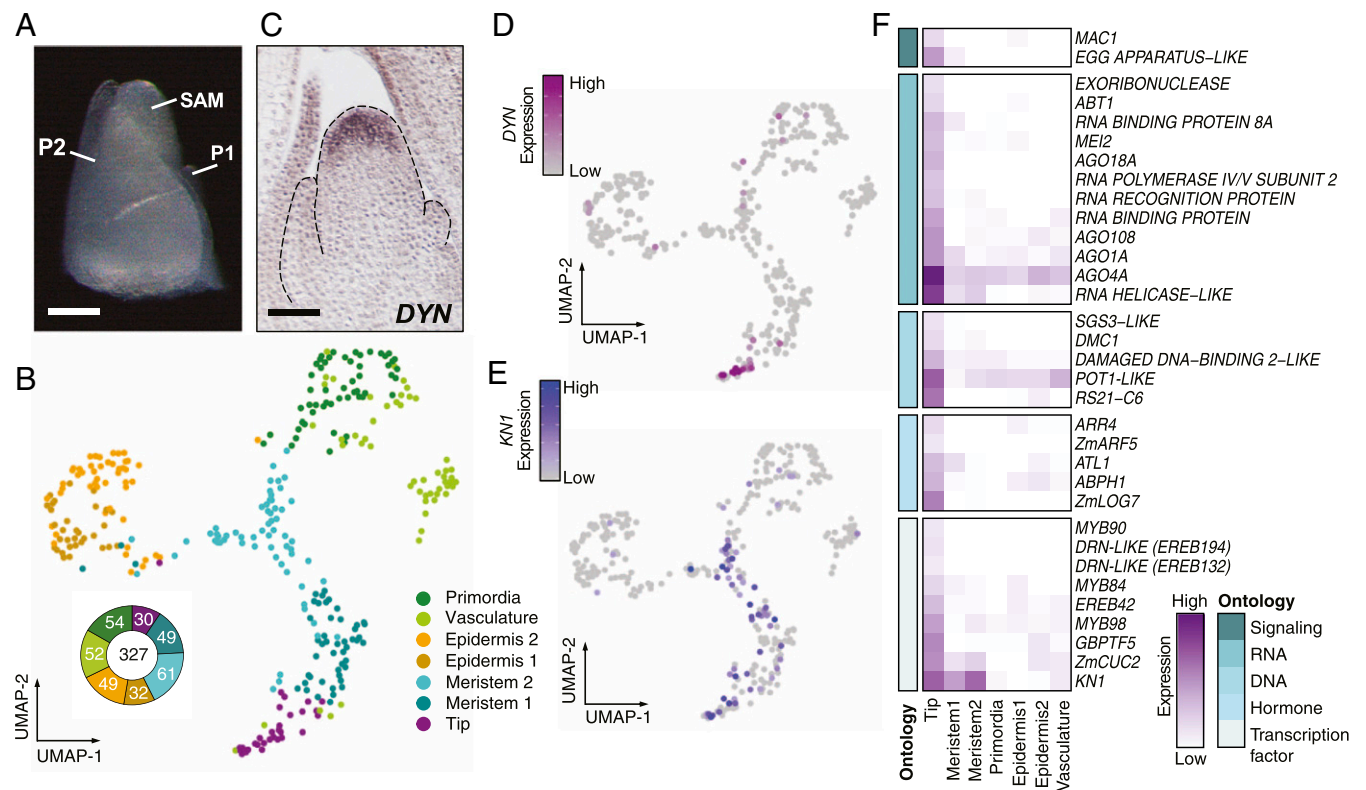 A
SAM
P2
P1
C
DYN
D
High
DYN
Expression
Low
UMAP-2
UMAP-1
E
High
KN1
Expression
Low
UMAP-2
UMAP-1
B
54
30
49
61
32
49
52
327
UMAP-2
UMAP-1
Primordia
Vasculature
Epidermis 2
Epidermis 1
Meristem 2
Meristem 1
Tip
F
MAC1
EGG APPARATUS−LIKE
EXORIBONUCLEASE
ABT1
RNA BINDING PROTEIN 8A
MEI2
AGO18A
RNA POLYMERASE IV/V SUBUNIT 2
RNA RECOGNITION PROTEIN
RNA BINDING PROTEIN
AGO108
AGO1A
AGO4A
RNA HELICASE−LIKE
SGS3−LIKE
DMC1
DAMAGED DNA−BINDING 2−LIKE
POT1-LIKE
RS21−C6
ARR4
ZmARF5
ATL1
ABPH1
ZmLOG7
MYB90
DRN-LIKE (EREB194)
DRN-LIKE (EREB132)
MYB84
EREB42
MYB98
GBPTF5
ZmCUC2
KN1
Ontology
Tip
Meristem1
Meristem2
Primordia
Epidermis1
Epidermis2
Vasculature
High
Expression
Low
Ontology
Signaling
RNA
DNA
Hormone
Transcription
factor